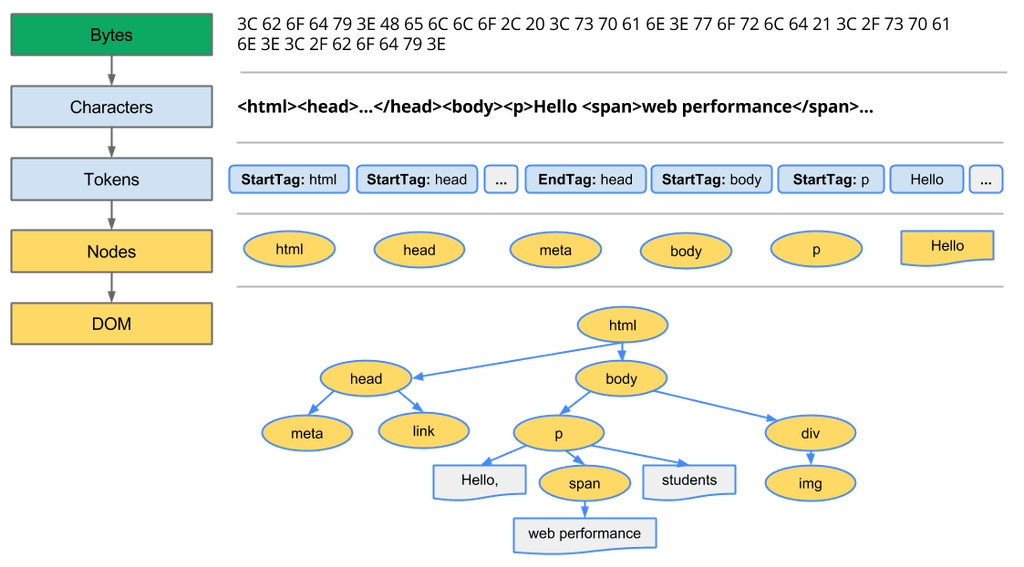 Bytes
3C 62 6F 64 79 3E 48 65 6C 6C 6F 2C 20 3C 73 70 61 6E 3E 77 6F 72 6C 64 21 3C 2F 73 70 61
6E 3E 3C 2F 62 6F 64 79 3E
Characters
<html><head>...</head><body><p>Hello <span>web performance</span>...
Tokens
StartTag: html StartTag: head ... EndTag: head StartTag: body StartTag: p Hello ...
Nodes
html head meta body p Hello
DOM
html
head body
meta link p div
Hello, span students img
web performance